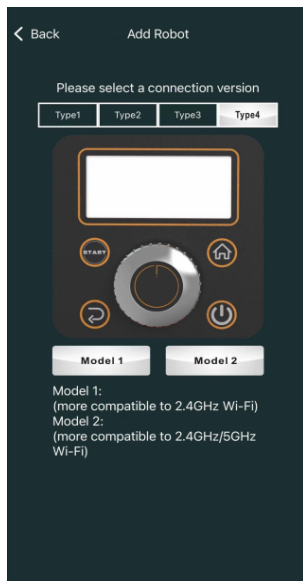 Back
Add Robot
Please select a connection version
Type1 Type2 Type3 Type4
START
Model 1 Model 2
Model 1:
(more compatible to 2.4GHz Wi-Fi)
Model 2:
(more compatible to 2.4GHz/5GHz
Wi-Fi)